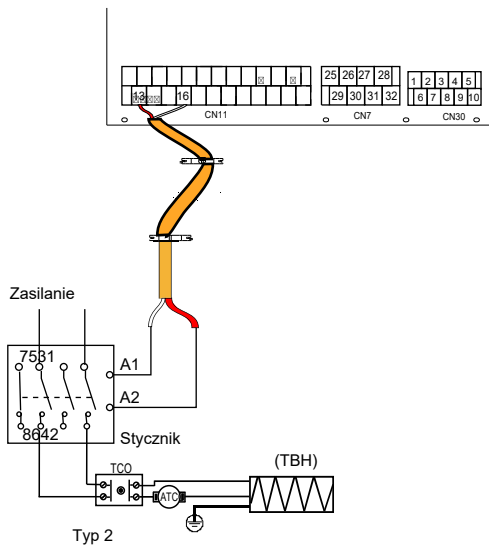 25 26 27 28
1 2 3 4 5
13 16
29 30 31 32
6 7 8 9 10
CN11 CN7 CN30
Zasilanie
7531
A1
A2
8642
Stycznik
TCO
ATC
(TBH)
Typ 2